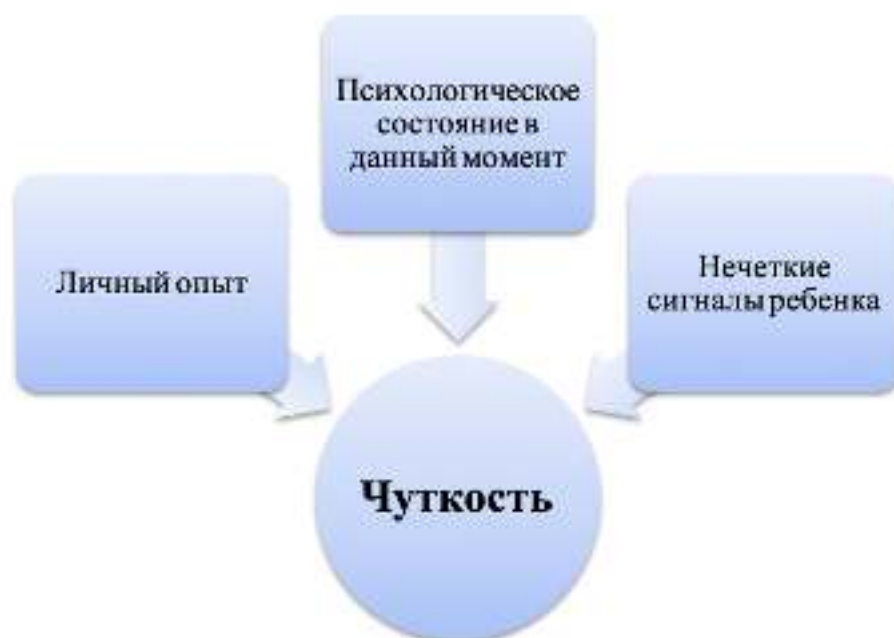 Психологическое
состояние в
данный момент
Личный опыт
Нечеткие
сигналы ребенка
Чуткость